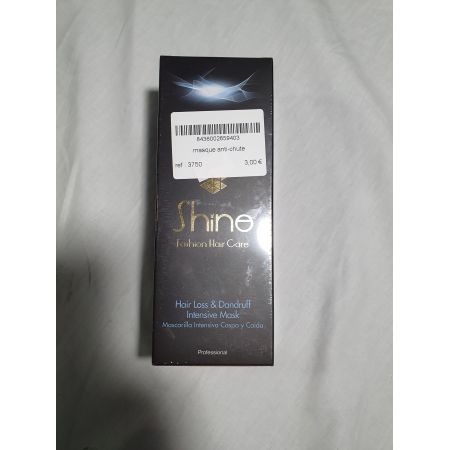 8436002659403
masque anti-chute
ref : 3750 3,00 €
Shine
Fashion Hair Care
Hair Loss & Dandruff
Intensive Mask
Mascarilla Intensiva Caspa y Caida
Professional